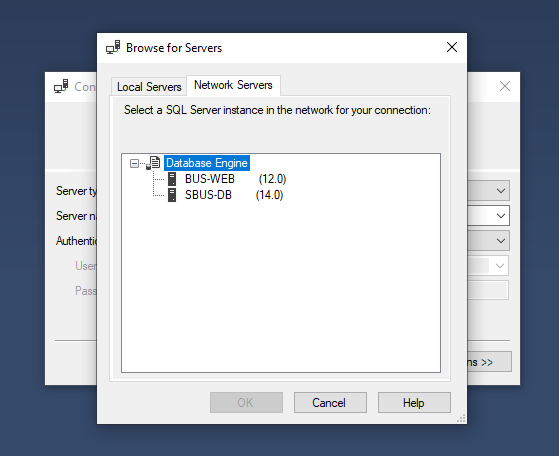 Browse for Servers
Con
Local Servers
Network Servers
Select a SQL Server instance in the network for your connection:
Database Engine
BUS-WEB (12.0)
SBUS-DB (14.0)
Server ty
Server na
Authentic
User
Pass
ns >>
OK
Cancel
Help